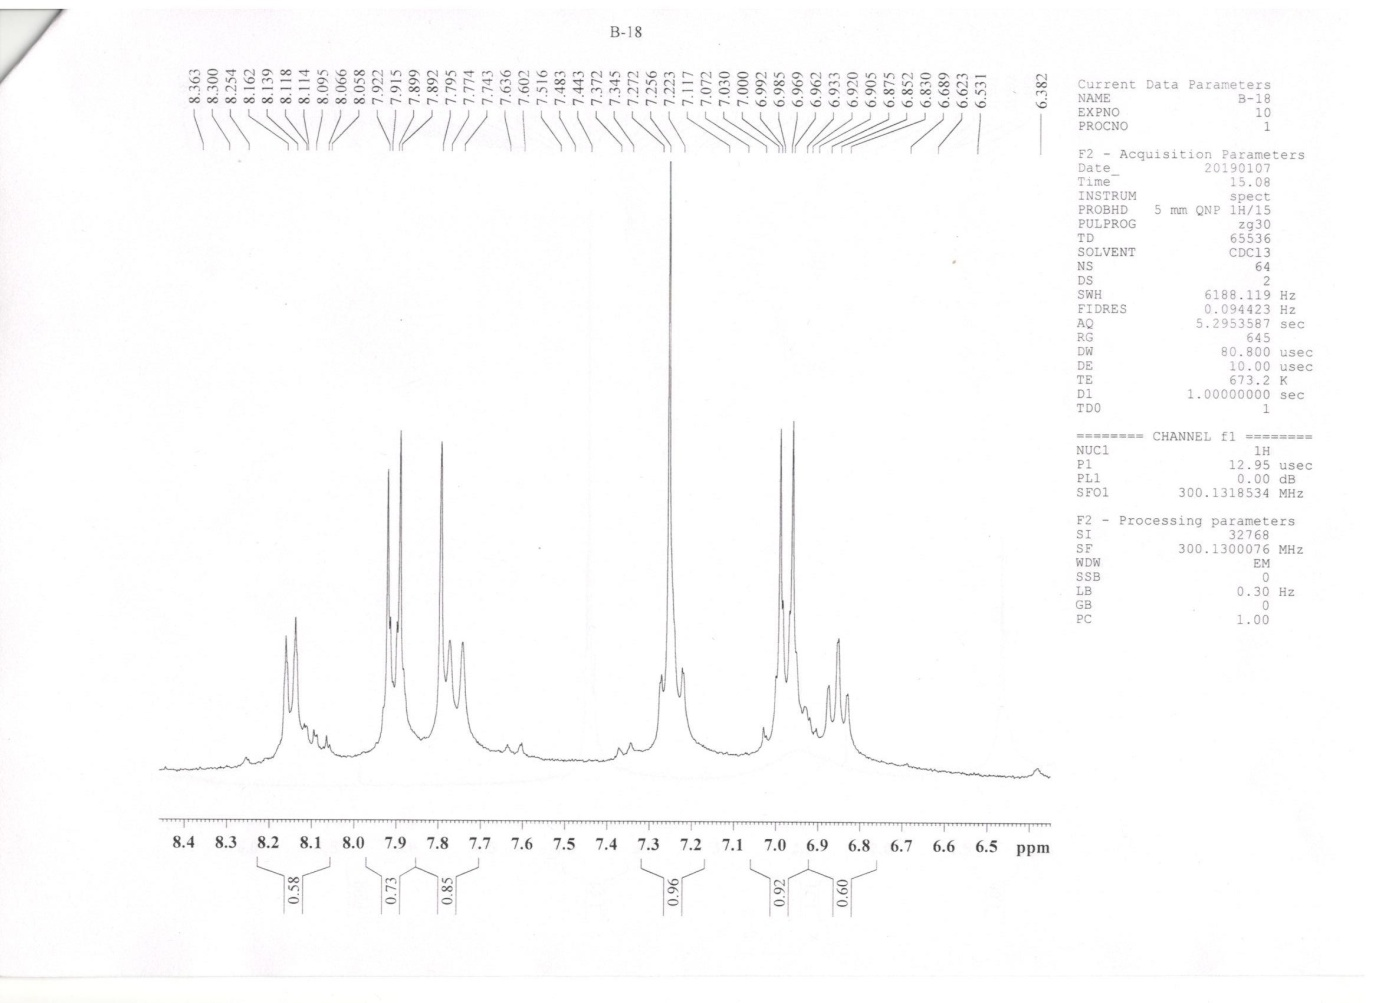 B-18
8.363
8.300
8.254
8.162
8.139
8.118
8.114
8.095
8.066
8.058
7.922
7.915
7.899
7.892
7.795
7.774
7.743
7.636
7.602
7.516
7.483
7.443
7.372
7.345
7.272
7.256
7.223
7.117
7.072
7.030
7.000
6.992
6.985
6.969
6.962
6.933
6.920
6.905
6.875
6.852
6.830
6.689
6.623
6.531
6.382
Current Data Parameters
NAME B-18
EXPNO 10
PROCNO 1
F2 - Acquisition Parameters
Date_ 20190107
Time 15.08
INSTRUM spect
PROBHD 5 mm QNP 1H/15
PULPROG zg30
TD 65536
SOLVENT CDCl3
NS 64
DS 2
SWH 6188.119 Hz
FIDRES 0.094423 Hz
AQ 5.2953587 sec
RG 645
DW 80.800 usec
DE 10.00 usec
TE 673.2 K
D1 1.00000000 sec
TD0 1
======== CHANNEL f1 ========
NUC1 1H
P1 12.95 usec
PL1 0.00 dB
SFO1 300.1318534 MHz
F2 - Processing parameters
SI 32768
SF 300.1300076 MHz
WDW EM
SSB 0
LB 0.30 Hz
GB 0
PC 1.00
8.4 8.3 8.2 8.1 8.0 7.9 7.8 7.7 7.6 7.5 7.4 7.3 7.2 7.1 7.0 6.9 6.8 6.7 6.6 6.5 ppm
0.58
0.73
0.85
0.96
0.92
0.60